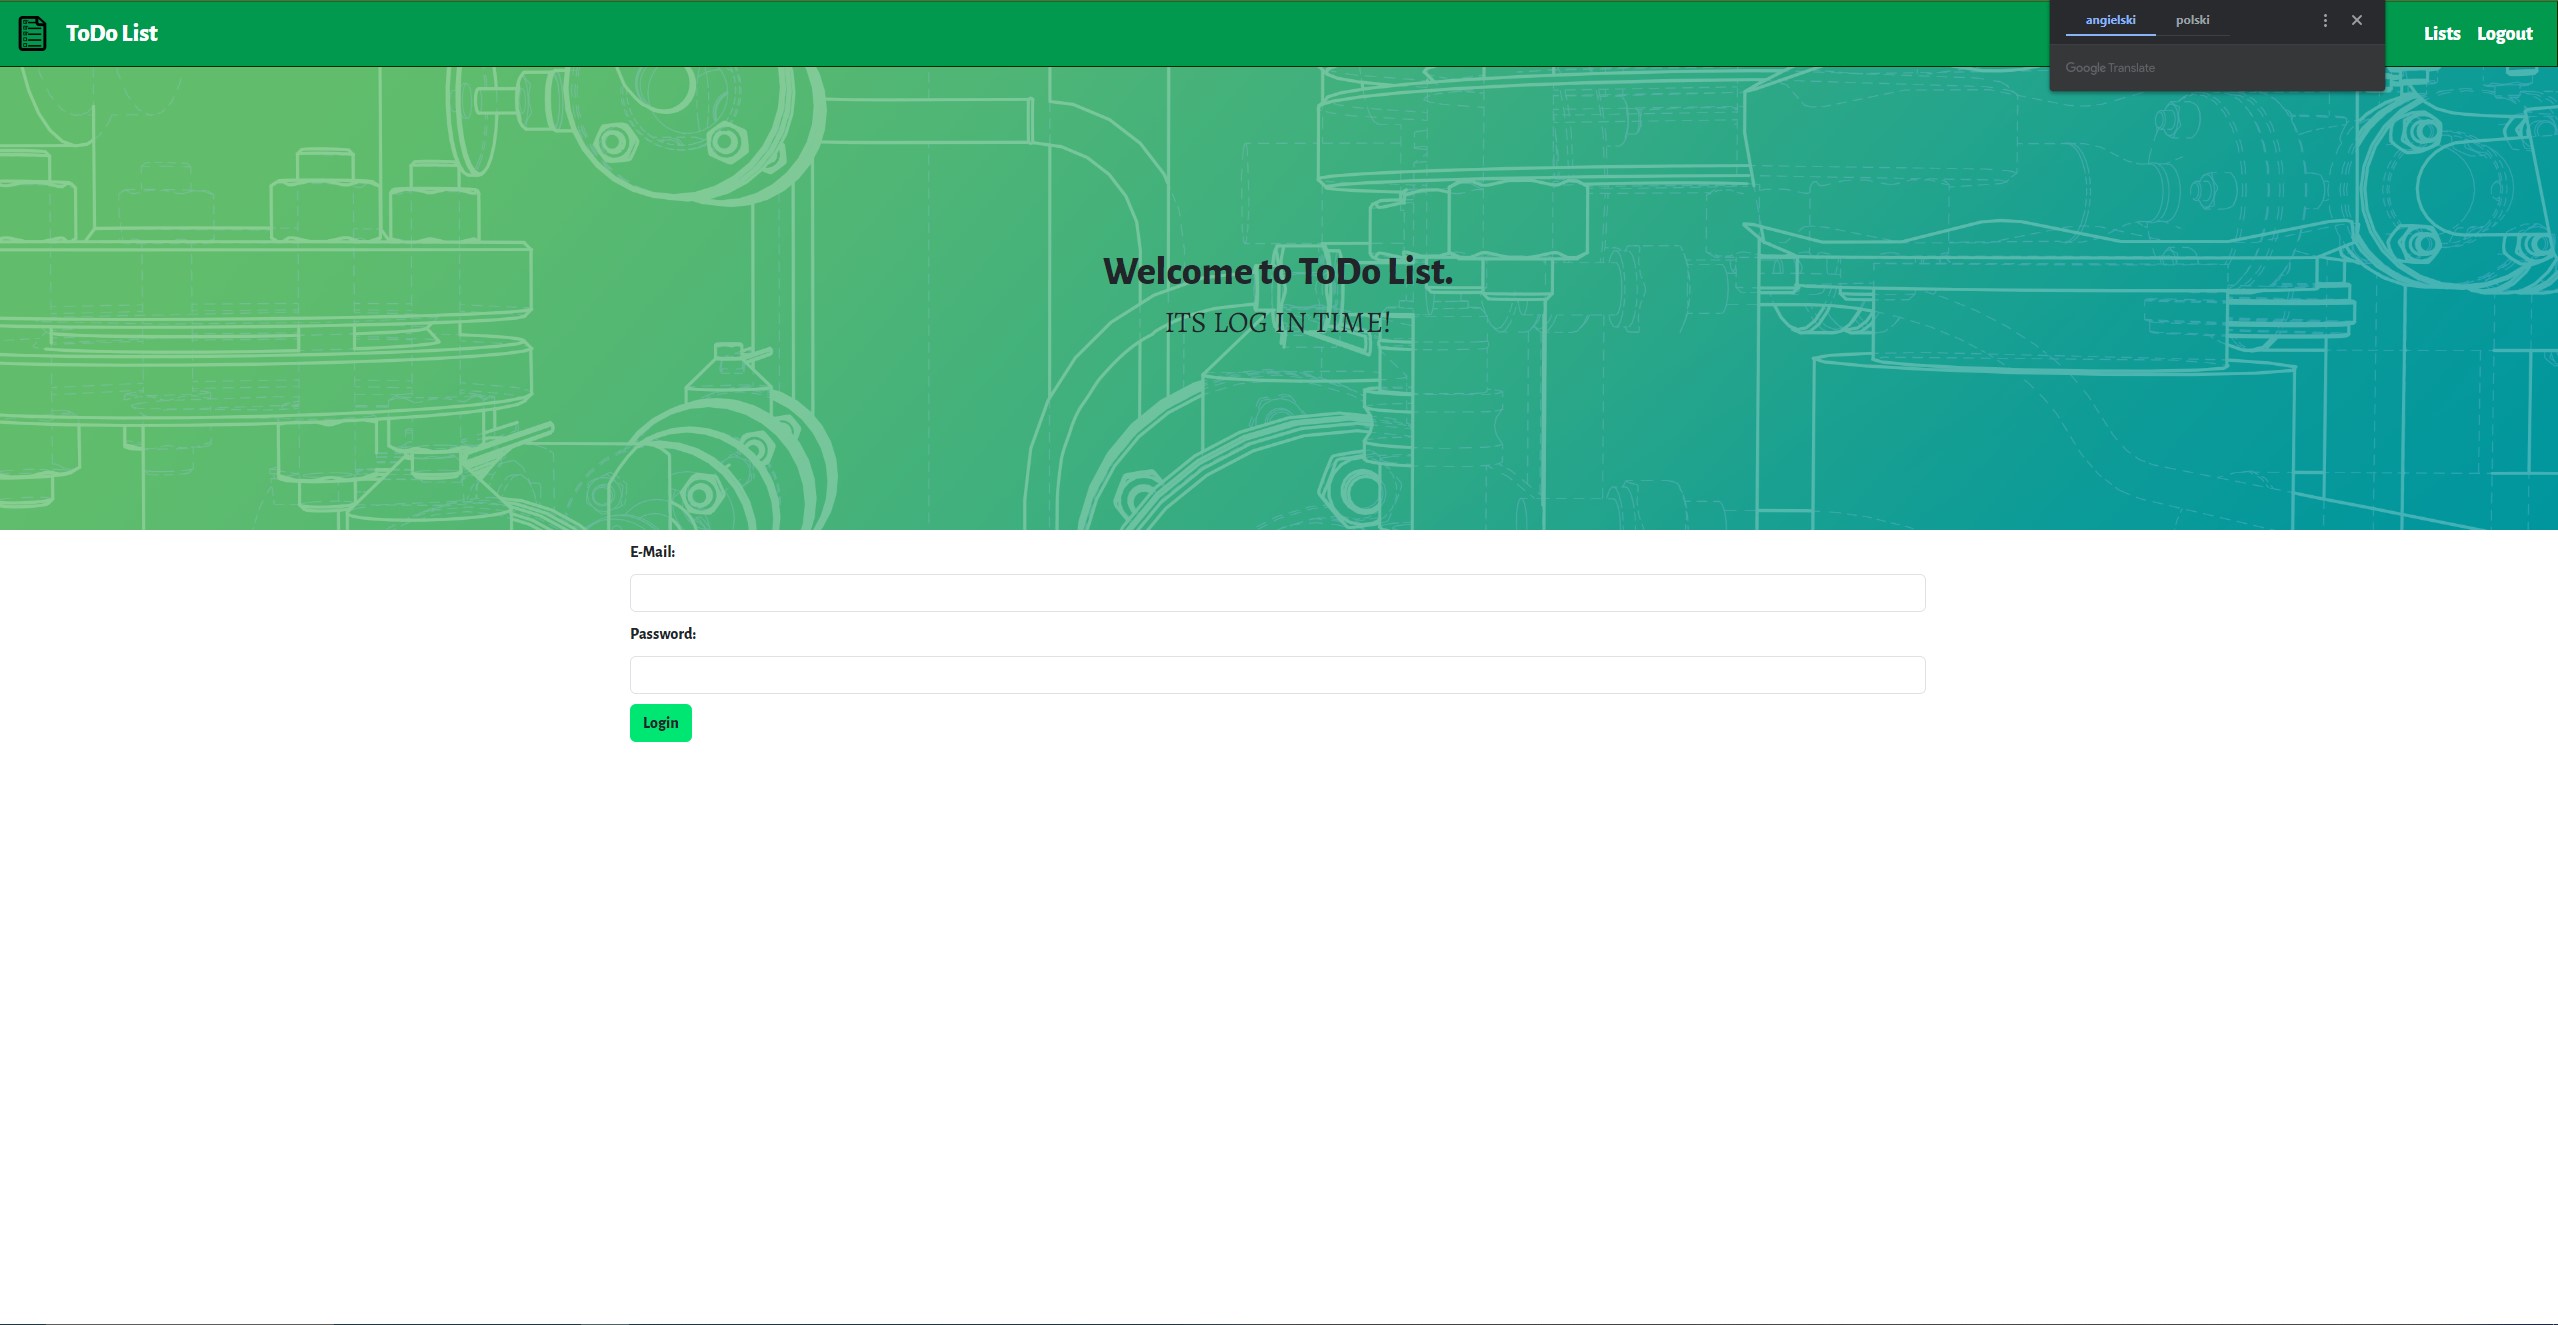 ToDo List
angielski polski
Google Translate
Lists Logout
Welcome to ToDo List.
ITS LOG IN TIME!
E-Mail:
Password:
Login